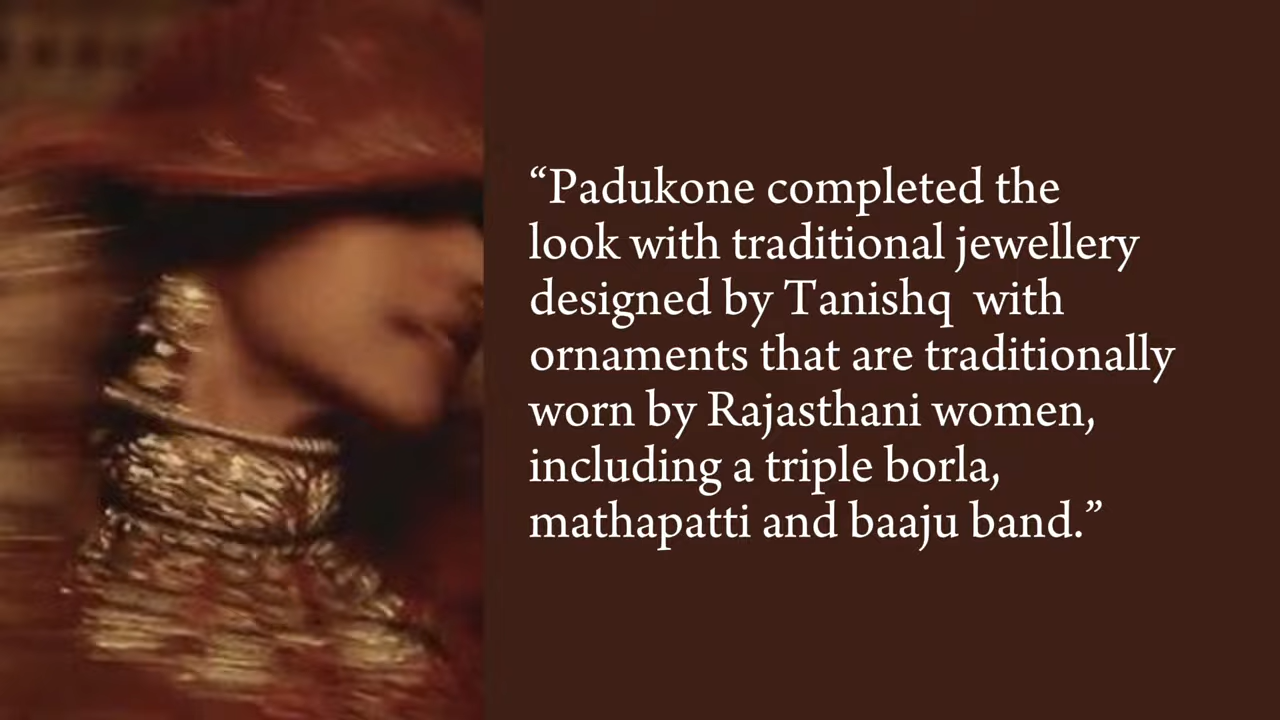 “Padukone completed the
look with traditional jewellery
designed by Tanishq  with
ornaments that are traditionally
worn by Rajasthani women,
including a triple borla,
mathapatti and baaju band.”